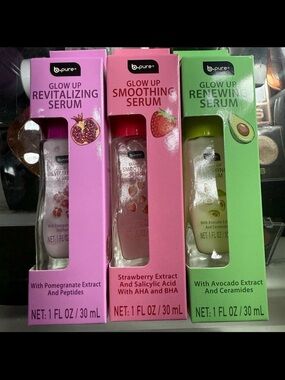 b.pure+
GLOW UP
REVITALIZING
SERUM
With Pomegranate Extract
And Peptides
NET: 1 FL OZ / 30 mL
b.pure+
GLOW UP
SMOOTHING
SERUM
Strawberry Extract
And Salicylic Acid
With AHA and BHA
NET: 1 FL OZ / 30 mL
b.pure+
GLOW UP
RENEWING
SERUM
With Avocado Extract
And Ceramides
NET: 1 FL OZ / 30 mL